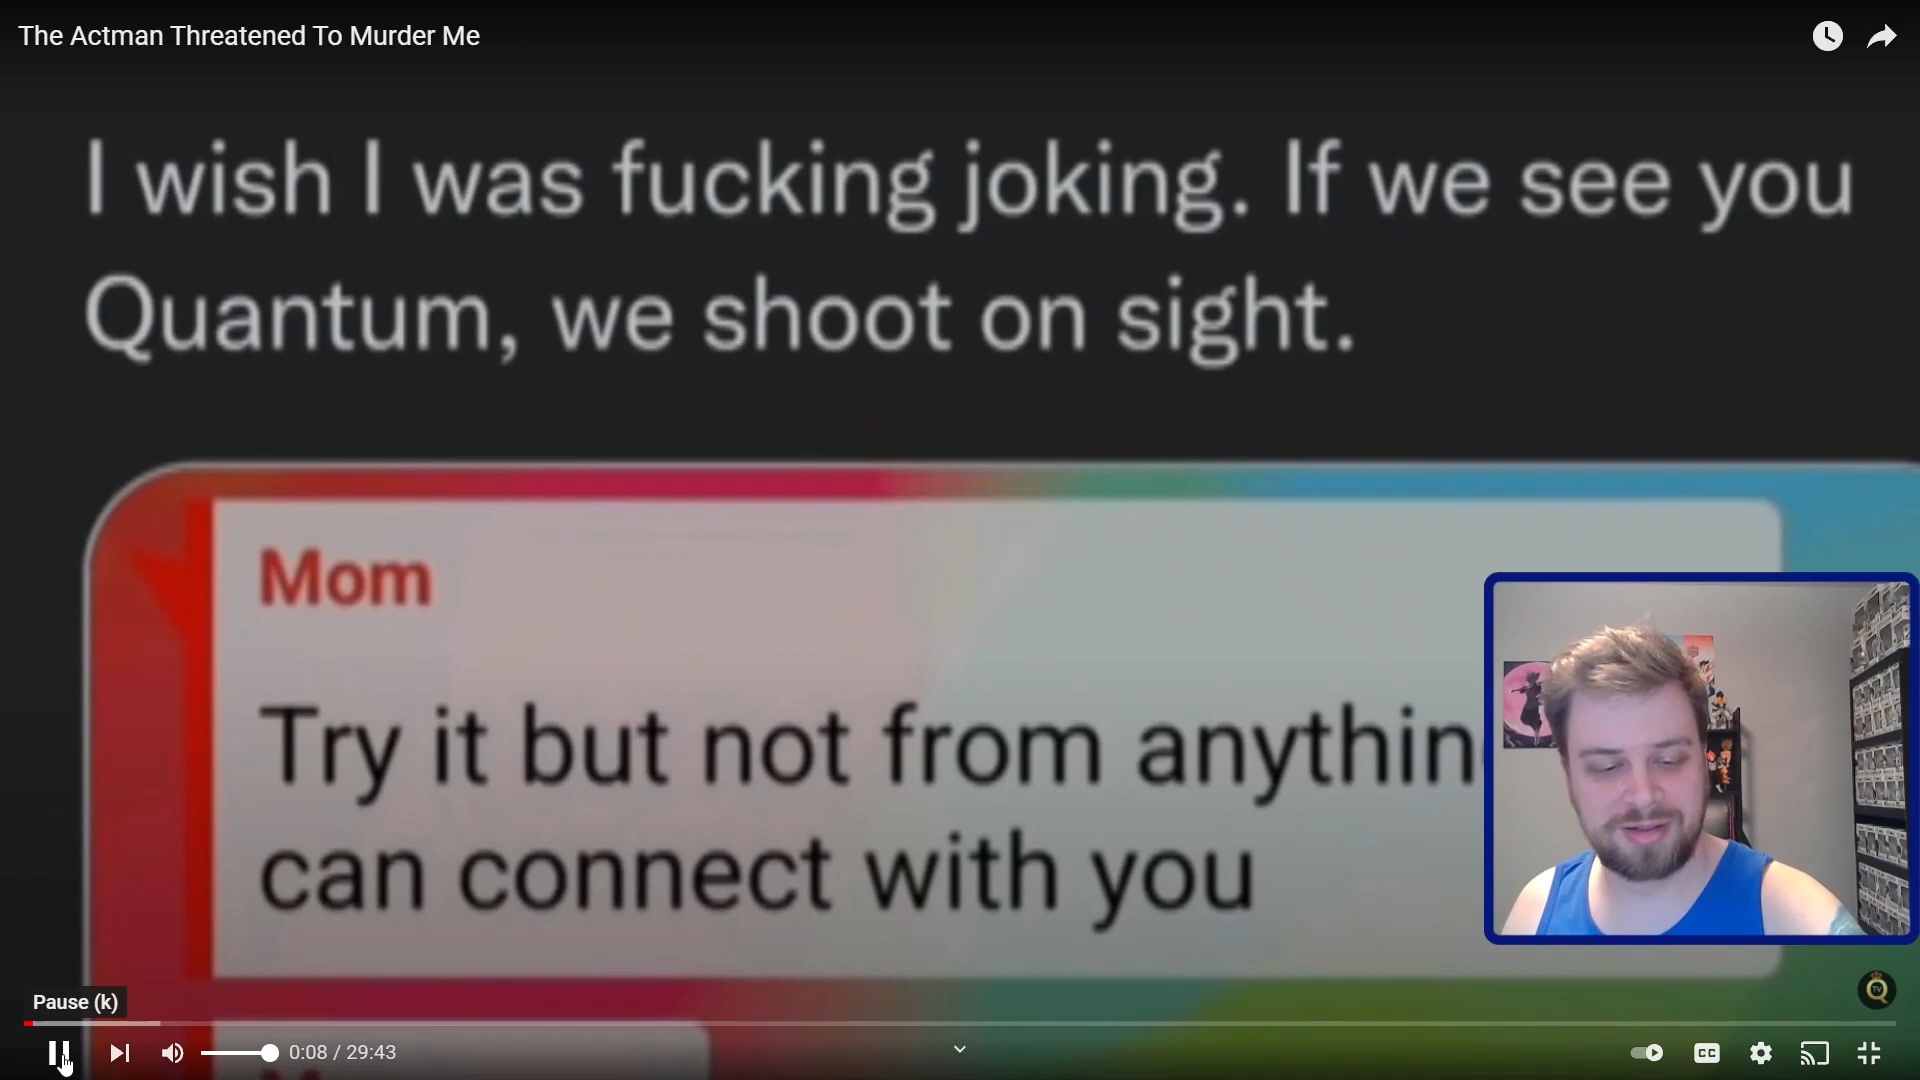 The Actman Threatened To Murder Me
I wish I was fucking joking. If we see you
Quantum, we shoot on sight.
Mom
Try it but not from anythin
can connect with you
Pause (k)
0:08 / 29:43
CC